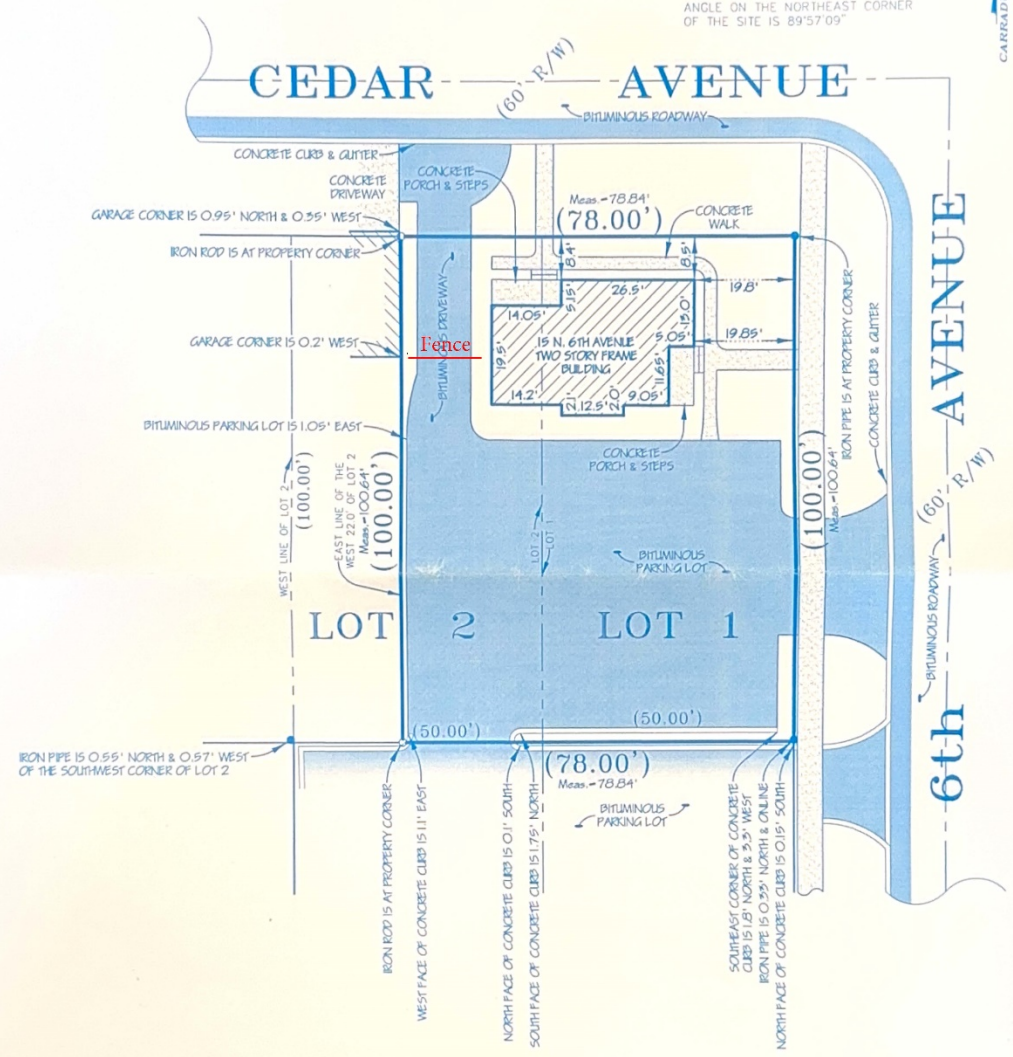 ANGLE ON THE NORTHEAST CORNER
OF THE SITE IS 89°57'09"
CARRAD
CEDAR AVENUE
(60' R/W)
BITUMINOUS ROADWAY
CONCRETE CURB & GUTTER
CONCRETE
DRIVEWAY
CONCRETE
PORCH & STEPS
Meas.=78.84'
(78.00')
CONCRETE
WALK
GARAGE CORNER IS 0.95' NORTH & 0.35' WEST
IRON ROD IS AT PROPERTY CORNER
8.4'
8.5'
BITUMINOUS DRIVEWAY
26.5'
19.8'
5.15'
14.05'
13.0'
GARAGE CORNER IS 0.2' WEST
Fence
19.5'
15 N. 6TH AVENUE
TWO STORY FRAME
BUILDING
5.05'
19.85'
11.65'
14.2'
2.1'
12.5'
2.0'
9.05'
IRON PIPE IS AT PROPERTY CORNER
CONCRETE CURB & GUTTER
6th AVENUE
(60' R/W)
BITUMINOUS ROADWAY
BITUMINOUS PARKING LOT IS 1.05' EAST
CONCRETE
PORCH & STEPS
WEST LINE OF LOT 2
(100.00')
EAST LINE OF THE
WEST 22.0' OF LOT 2
Meas.=100.64'
(100.00')
LOT 2
LOT 1
BITUMINOUS
PARKING LOT
(100.00')
Meas.=100.64'
LOT 2
LOT 1
(50.00')
(50.00')
IRON PIPE IS 0.55' NORTH & 0.57' WEST
OF THE SOUTHWEST CORNER OF LOT 2
(78.00')
Meas.=78.84'
BITUMINOUS
PARKING LOT
IRON ROD IS AT PROPERTY CORNER
WEST FACE OF CONCRETE CURB IS 1.1' EAST
NORTH FACE OF CONCRETE CURB IS 0.1' SOUTH
SOUTH FACE OF CONCRETE CURB IS 1.75' NORTH
SOUTHEAST CORNER OF CONCRETE
CURB IS 1.8' NORTH & 3.3' WEST
IRON PIPE IS 0.33' NORTH & ONLINE
NORTH FACE OF CONCRETE CURB IS 0.15' SOUTH